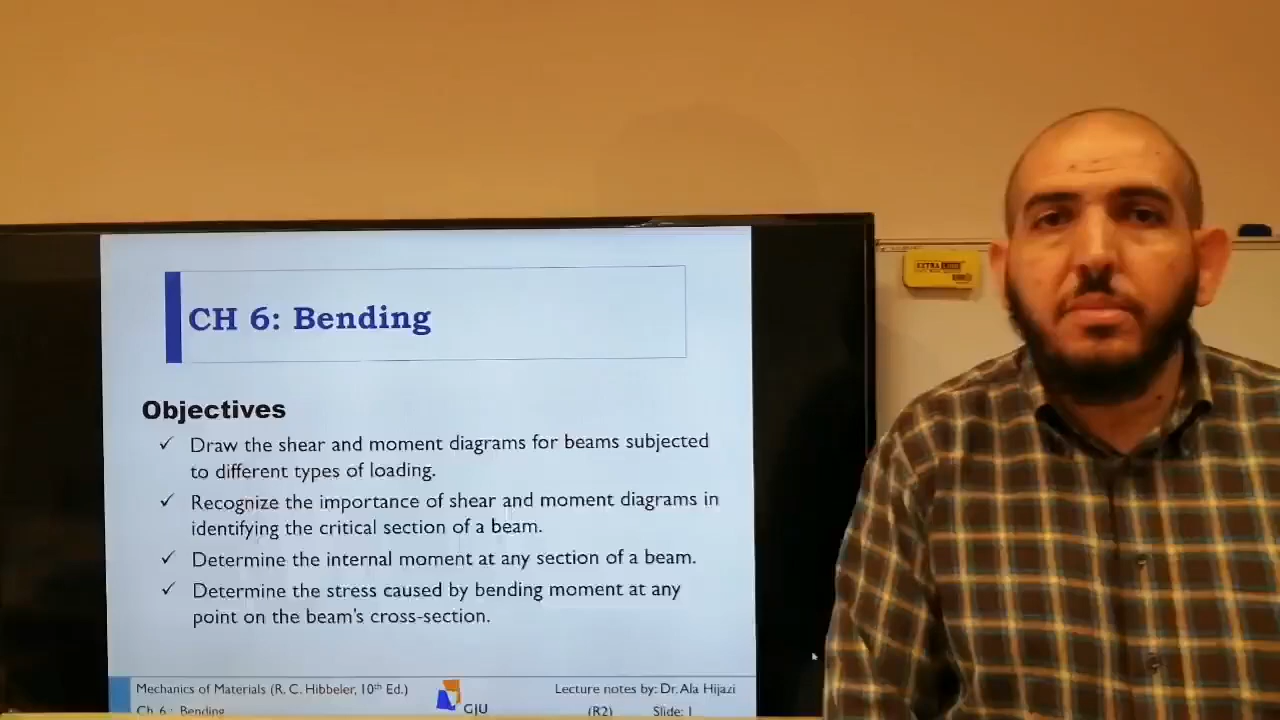 CH 6: Bending
Objectives
✓ Draw the shear and moment diagrams for beams subjected
to different types of loading.
✓ Recognize the importance of shear and moment diagrams in
identifying the critical section of a beam.
✓ Determine the internal moment at any section of a beam.
✓ Determine the stress caused by bending moment at any
point on the beam's cross-section.
Mechanics of Materials (R. C. Hibbeler, 10th Ed.)
Ch 6: Bending
GJU
Lecture notes by: Dr. Ala Hijazi
(R2) Slide: 1
EXTRA